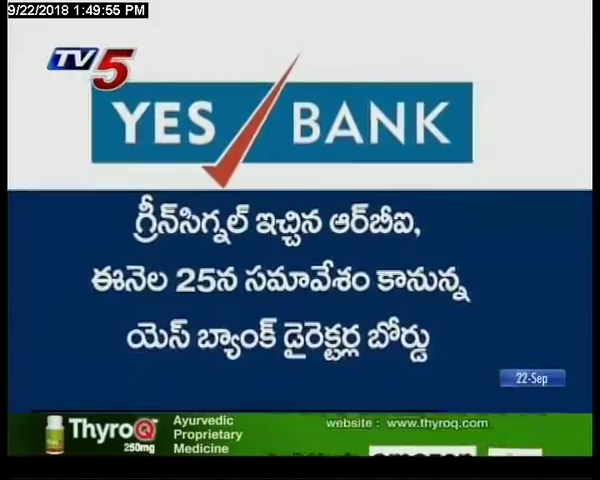 9/22/2018 1:49:55 PM
TV5
YES BANK
గ్రీన్‌సిగ్నల్ ఇచ్చిన ఆర్‌బీఐ,
ఈనెల 25న సమావేశం కానున్న
యెస్ బ్యాంక్ డైరెక్టర్ల బోర్డు
22-Sep
ThyroQ
250mg
Ayurvedic
Proprietary
Medicine
website : www.thyroq.com